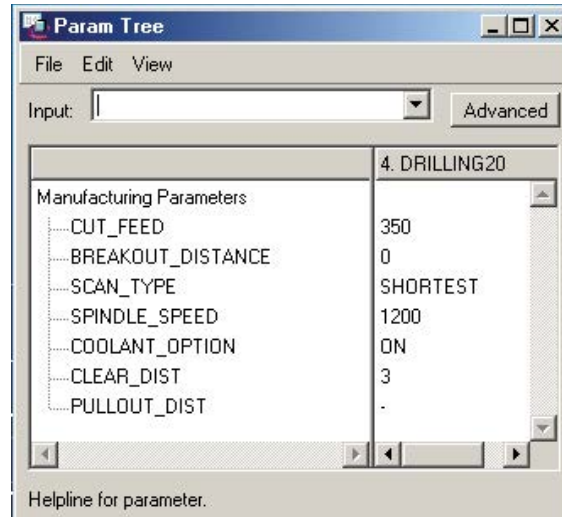 Param Tree
File Edit View
Input: Advanced
4. DRILLING20
Manufacturing Parameters
CUT_FEED 350
BREAKOUT_DISTANCE 0
SCAN_TYPE SHORTEST
SPINDLE_SPEED 1200
COOLANT_OPTION ON
CLEAR_DIST 3
PULLOUT_DIST -
Helpline for parameter.